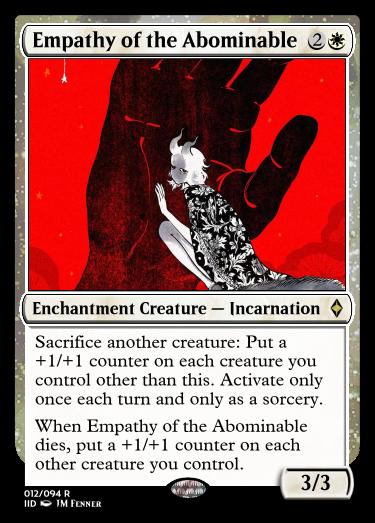 Empathy of the Abominable 2
Enchantment Creature — Incarnation
Sacrifice another creature: Put a
+1/+1 counter on each creature you
control other than this. Activate only
once each turn and only as a sorcery.
When Empathy of the Abominable
dies, put a +1/+1 counter on each
other creature you control.
3/3
012/094 R
IID JM Fenner